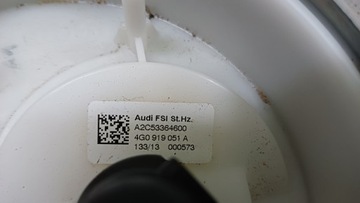 Audi FSI St.Hz.
A2C53364600
4G0 919 051 A
133/13 000573